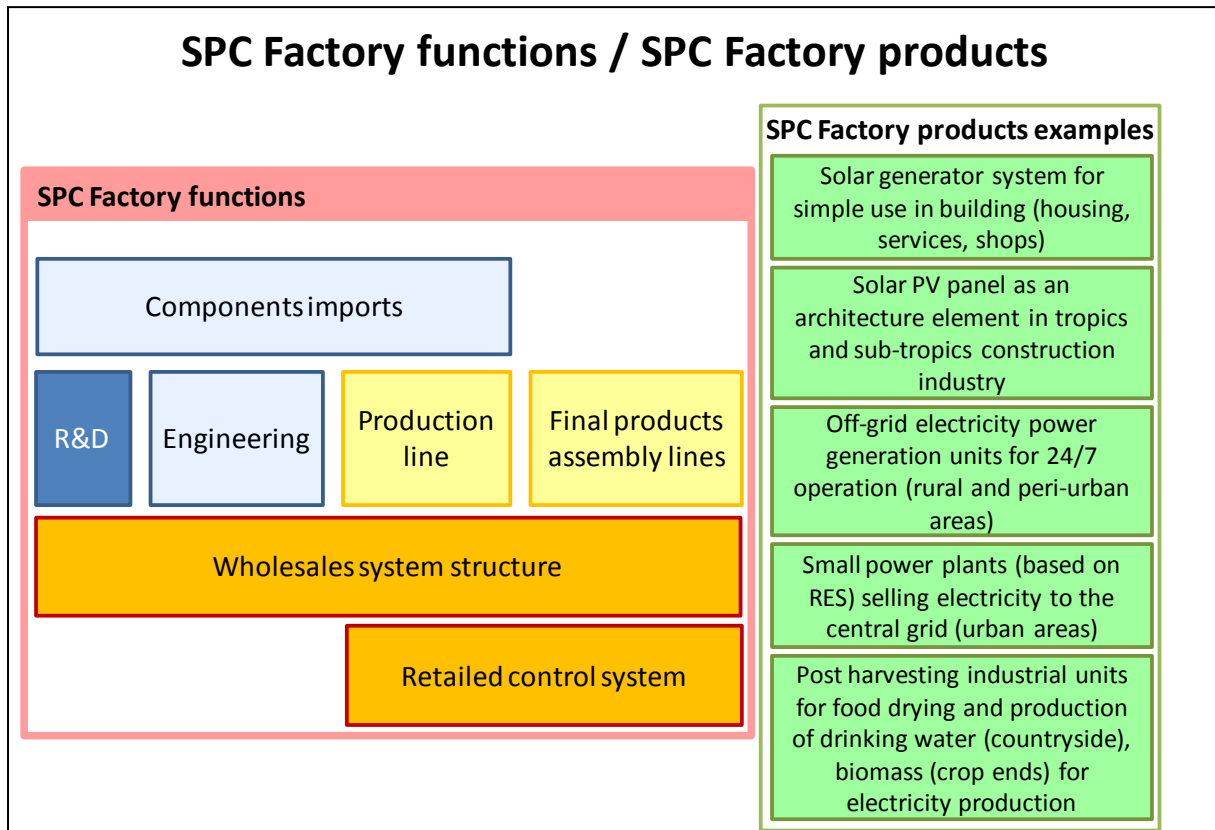 SPC Factory functions / SPC Factory products
SPC Factory functions
Components imports
R&D
Engineering
Production
line
Final products
assembly lines
Wholesales system structure
Retailed control system
SPC Factory products examples
Solar generator system for
simple use in building (housing,
services, shops)
Solar PV panel as an
architecture element in tropics
and sub-tropics construction
industry
Off-grid electricity power
generation units for 24/7
operation (rural and peri-urban
areas)
Small power plants (based on
RES) selling electricity to the
central grid (urban areas)
Post harvesting industrial units
for food drying and production
of drinking water (countryside),
biomass (crop ends) for
electricity production